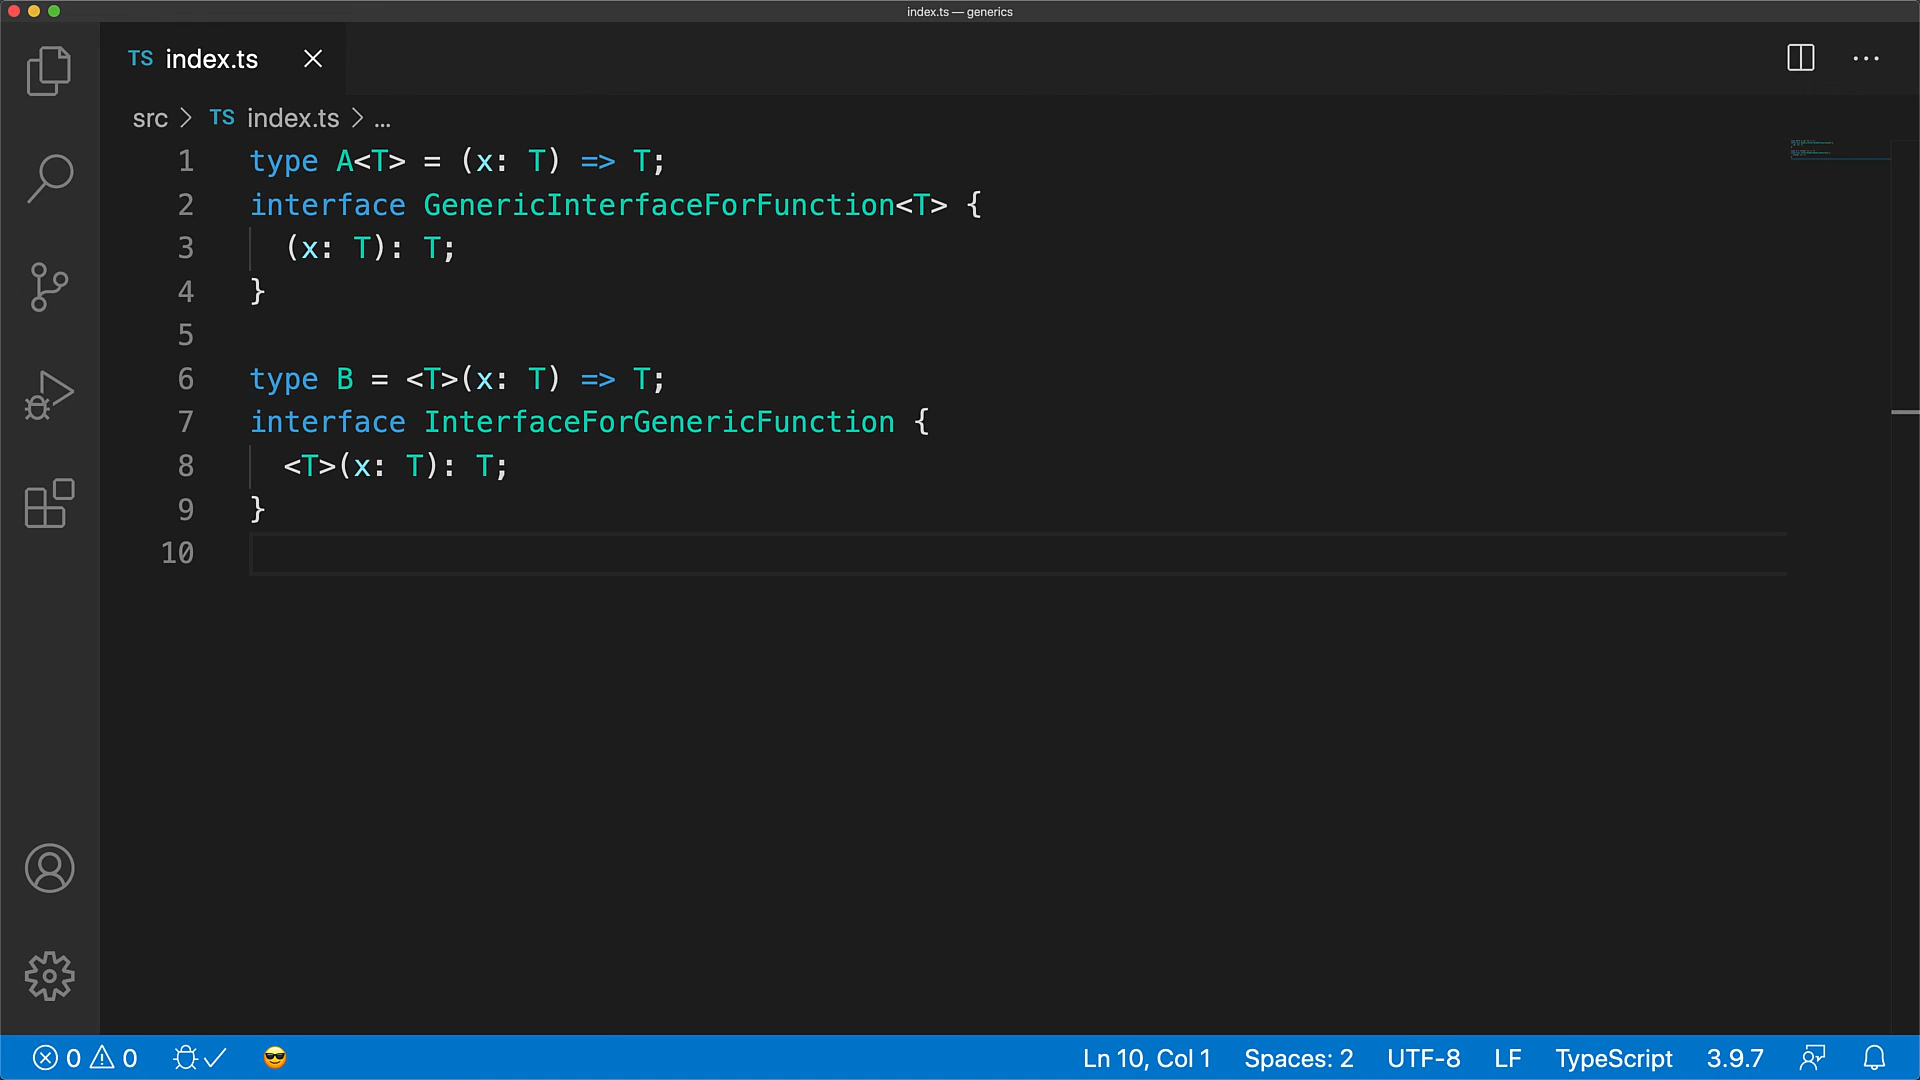 index.ts — generics
TS index.ts
src > TS index.ts > ...
1 type A<T> = (x: T) => T;
2 interface GenericInterfaceForFunction<T> {
3 (x: T): T;
4 }
5
6 type B = <T>(x: T) => T;
7 interface InterfaceForGenericFunction {
8 <T>(x: T): T;
9 }
10
0 0 Ln 10, Col 1 Spaces: 2 UTF-8 LF TypeScript 3.9.7